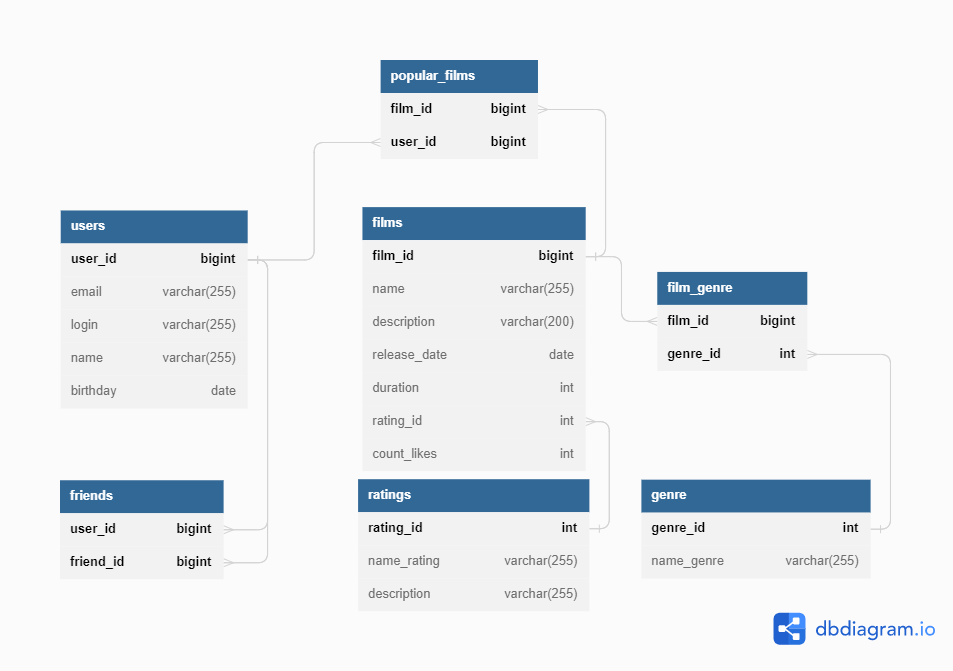 popular_films
film_id bigint
user_id bigint
users
user_id bigint
email varchar(255)
login varchar(255)
name varchar(255)
birthday date
films
film_id bigint
name varchar(255)
description varchar(200)
release_date date
duration int
rating_id int
count_likes int
film_genre
film_id bigint
genre_id int
friends
user_id bigint
friend_id bigint
ratings
rating_id int
name_rating varchar(255)
description varchar(255)
genre
genre_id int
name_genre varchar(255)
dbdiagram.io